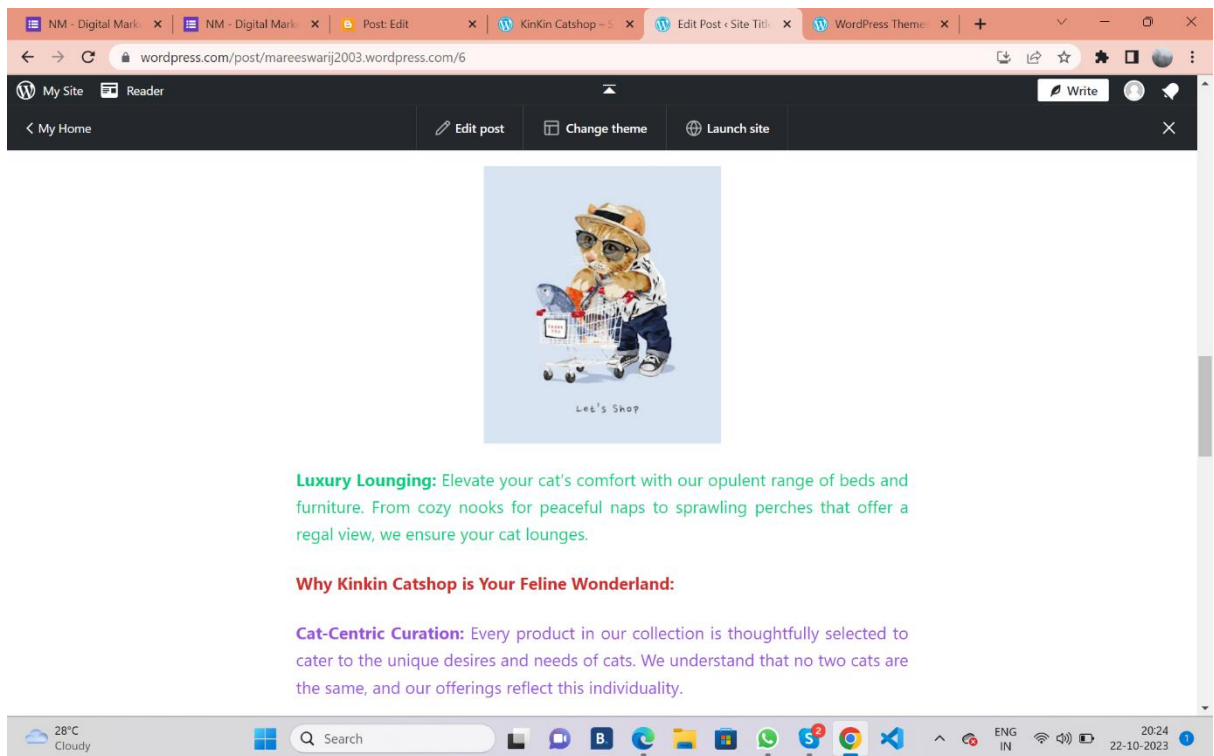 NM - Digital Mark
NM - Digital Mark
Post: Edit
KinKin Catshop – S
Edit Post ‹ Site Title
WordPress Theme
wordpress.com/post/mareeswarij2003.wordpress.com/6
My Site
Reader
Write
My Home
Edit post
Change theme
Launch site
Let's Shop
Luxury Lounging: Elevate your cat's comfort with our opulent range of beds and
furniture. From cozy nooks for peaceful naps to sprawling perches that offer a
regal view, we ensure your cat lounges.
Why Kinkin Catshop is Your Feline Wonderland:
Cat-Centric Curation: Every product in our collection is thoughtfully selected to
cater to the unique desires and needs of cats. We understand that no two cats are
the same, and our offerings reflect this individuality.
28°C
Cloudy
Search
B.
2
ENG
IN
20:24
22-10-2023
1